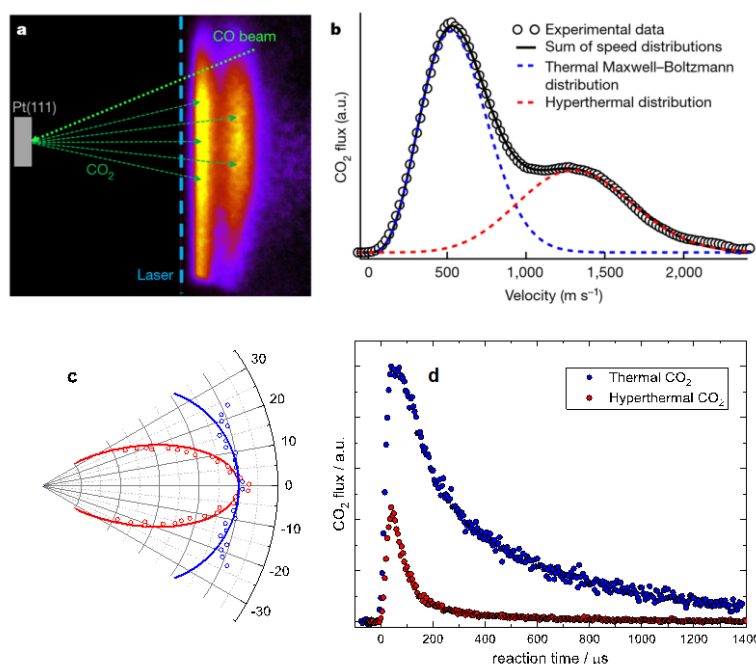 a
CO beam
Pt(111)
CO₂
Laser
b
Experimental data
Sum of speed distributions
Thermal Maxwell–Boltzmann
distribution
Hyperthermal distribution
CO₂ flux (a.u.)
0
500
1,000
1,500
2,000
Velocity (m s⁻¹)
c
30
20
10
0
-10
-20
-30
d
Thermal CO₂
Hyperthermal CO₂
CO₂ flux / a.u.
0
200
400
600
800
1000
1200
1400
reaction time / μs